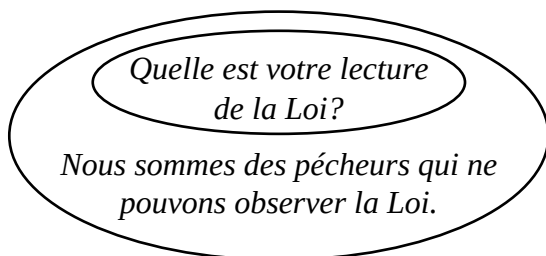 Quelle est votre lecture
de la Loi?
Nous sommes des pécheurs qui ne
pouvons observer la Loi.